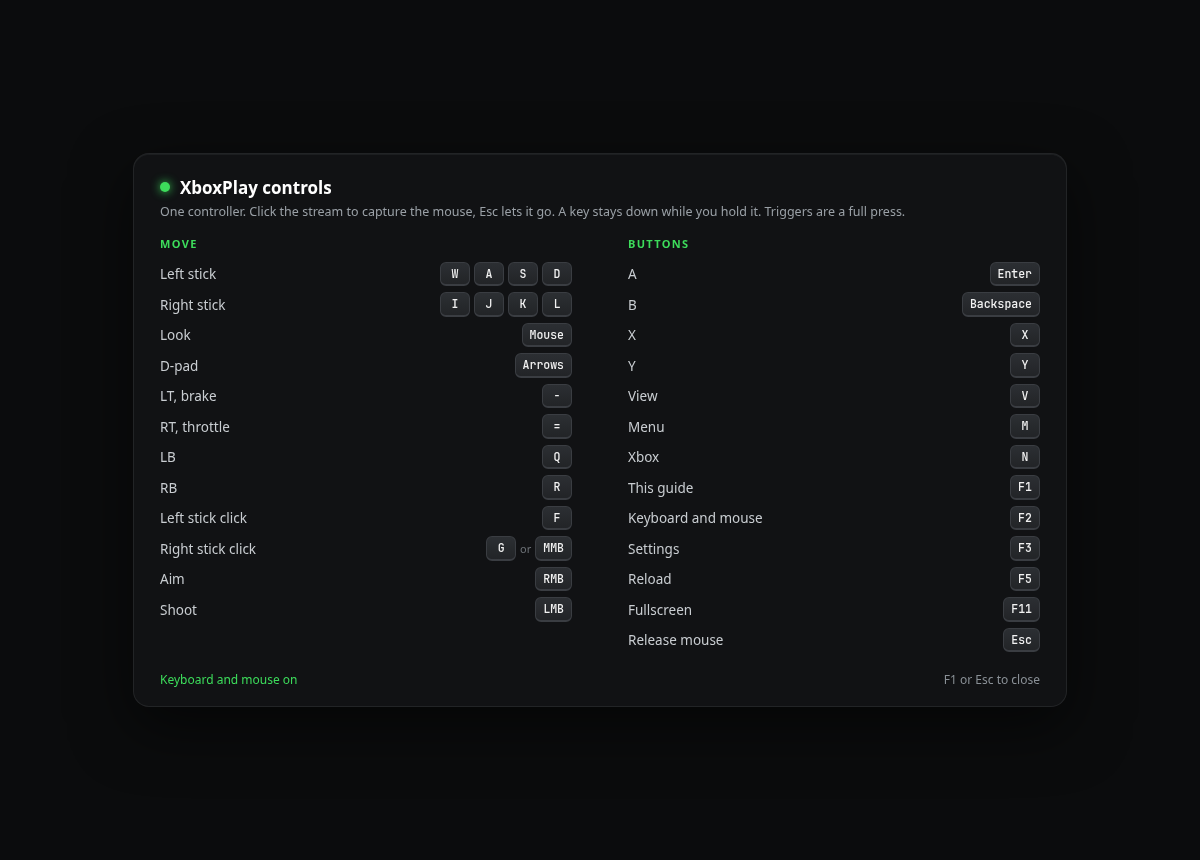 XboxPlay controls
One controller. Click the stream to capture the mouse, Esc lets it go. A key stays down while you hold it. Triggers are a full press.
MOVE
Left stick W A S D
Right stick I J K L
Look Mouse
D-pad Arrows
LT, brake -
RT, throttle =
LB Q
RB R
Left stick click F
Right stick click G or MMB
Aim RMB
Shoot LMB
BUTTONS
A Enter
B Backspace
X X
Y Y
View V
Menu M
Xbox N
This guide F1
Keyboard and mouse F2
Settings F3
Reload F5
Fullscreen F11
Release mouse Esc
Keyboard and mouse on
F1 or Esc to close